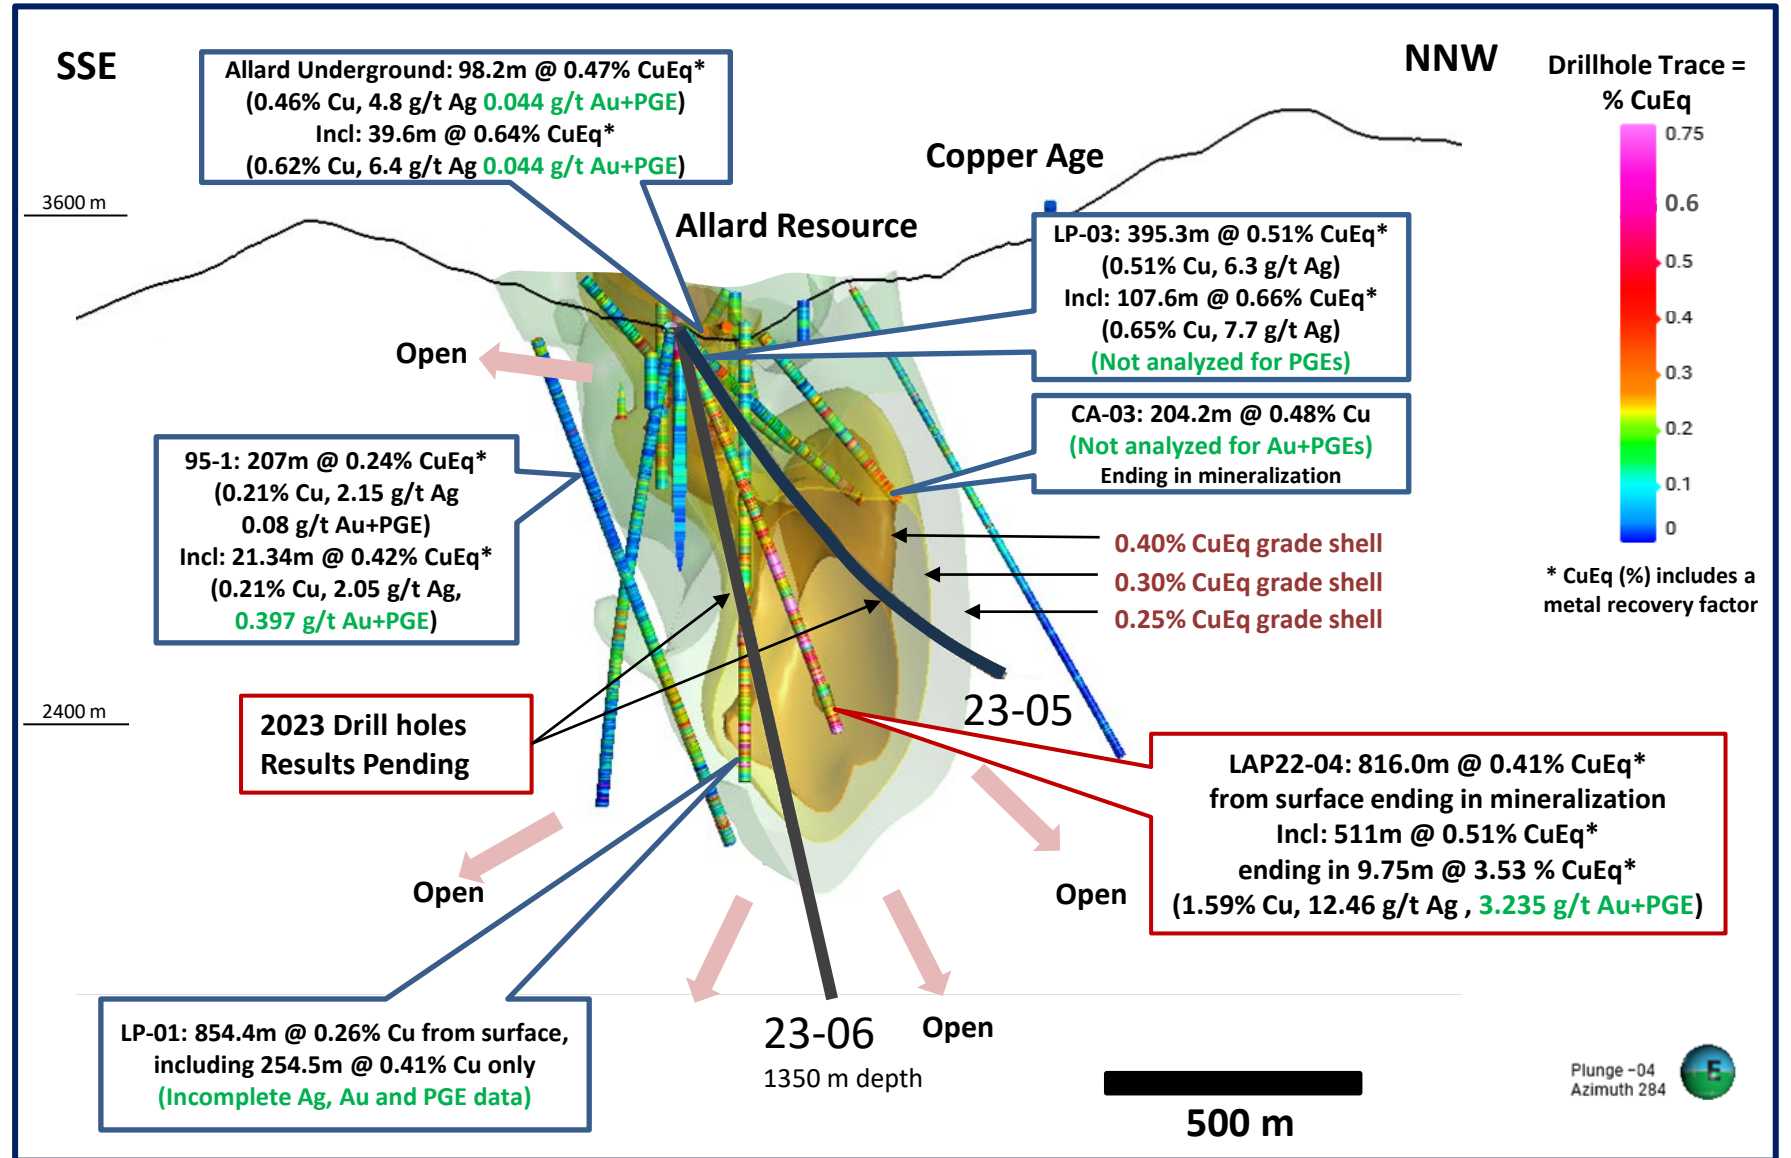 SSE
NNW
Allard Underground: 98.2m @ 0.47% CuEq*
(0.46% Cu, 4.8 g/t Ag 0.044 g/t Au+PGE)
Incl: 39.6m @ 0.64% CuEq*
(0.62% Cu, 6.4 g/t Ag 0.044 g/t Au+PGE)
Drillhole Trace =
% CuEq
0.75
0.6
0.5
0.4
0.3
0.2
0.1
0
* CuEq (%) includes a
metal recovery factor
Copper Age
3600 m
Allard Resource
LP-03: 395.3m @ 0.51% CuEq*
(0.51% Cu, 6.3 g/t Ag)
Incl: 107.6m @ 0.66% CuEq*
(0.65% Cu, 7.7 g/t Ag)
(Not analyzed for PGEs)
Open
CA-03: 204.2m @ 0.48% Cu
(Not analyzed for Au+PGEs)
Ending in mineralization
95-1: 207m @ 0.24% CuEq*
(0.21% Cu, 2.15 g/t Ag
0.08 g/t Au+PGE)
Incl: 21.34m @ 0.42% CuEq*
(0.21% Cu, 2.05 g/t Ag,
0.397 g/t Au+PGE)
0.40% CuEq grade shell
0.30% CuEq grade shell
0.25% CuEq grade shell
2400 m
2023 Drill holes
Results Pending
23-05
LAP22-04: 816.0m @ 0.41% CuEq*
from surface ending in mineralization
Incl: 511m @ 0.51% CuEq*
ending in 9.75m @ 3.53 % CuEq*
(1.59% Cu, 12.46 g/t Ag , 3.235 g/t Au+PGE)
Open
Open
LP-01: 854.4m @ 0.26% Cu from surface,
including 254.5m @ 0.41% Cu only
(Incomplete Ag, Au and PGE data)
23-06
1350 m depth
Open
500 m
Plunge -04
Azimuth 284
E